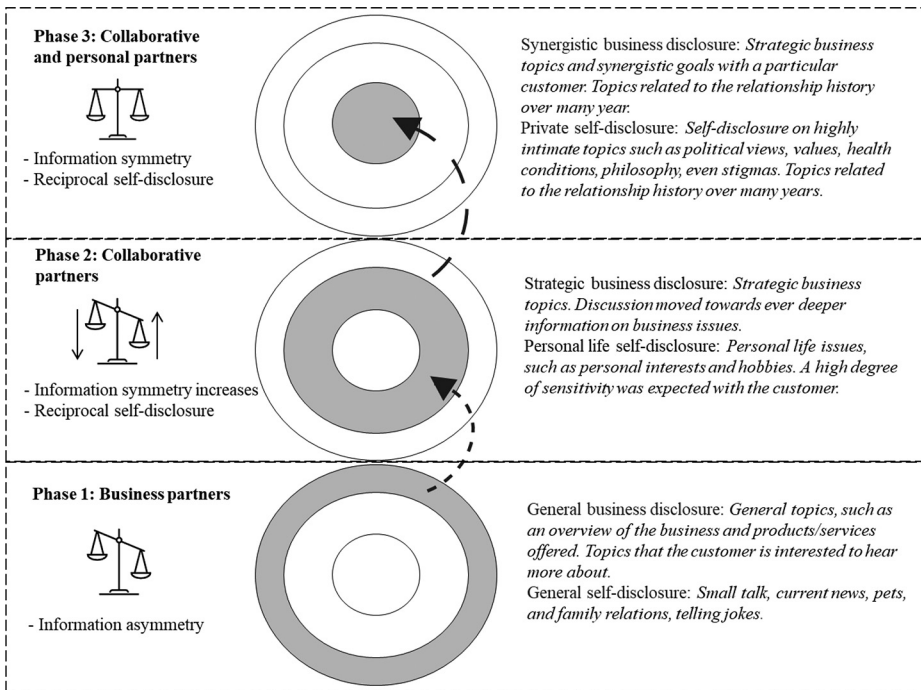 Phase 3: Collaborative
and personal partners
- Information symmetry
- Reciprocal self-disclosure
Synergistic business disclosure: Strategic business
topics and synergistic goals with a particular
customer. Topics related to the relationship history
over many year.
Private self-disclosure: Self-disclosure on highly
intimate topics such as political views, values, health
conditions, philosophy, even stigmas. Topics related
to the relationship history over many years.
Phase 2: Collaborative
partners
- Information symmetry increases
- Reciprocal self-disclosure
Strategic business disclosure: Strategic business
topics. Discussion moved towards ever deeper
information on business issues.
Personal life self-disclosure: Personal life issues,
such as personal interests and hobbies. A high degree
of sensitivity was expected with the customer.
Phase 1: Business partners
- Information asymmetry
General business disclosure: General topics, such as
an overview of the business and products/services
offered. Topics that the customer is interested to hear
more about.
General self-disclosure: Small talk, current news, pets,
and family relations, telling jokes.